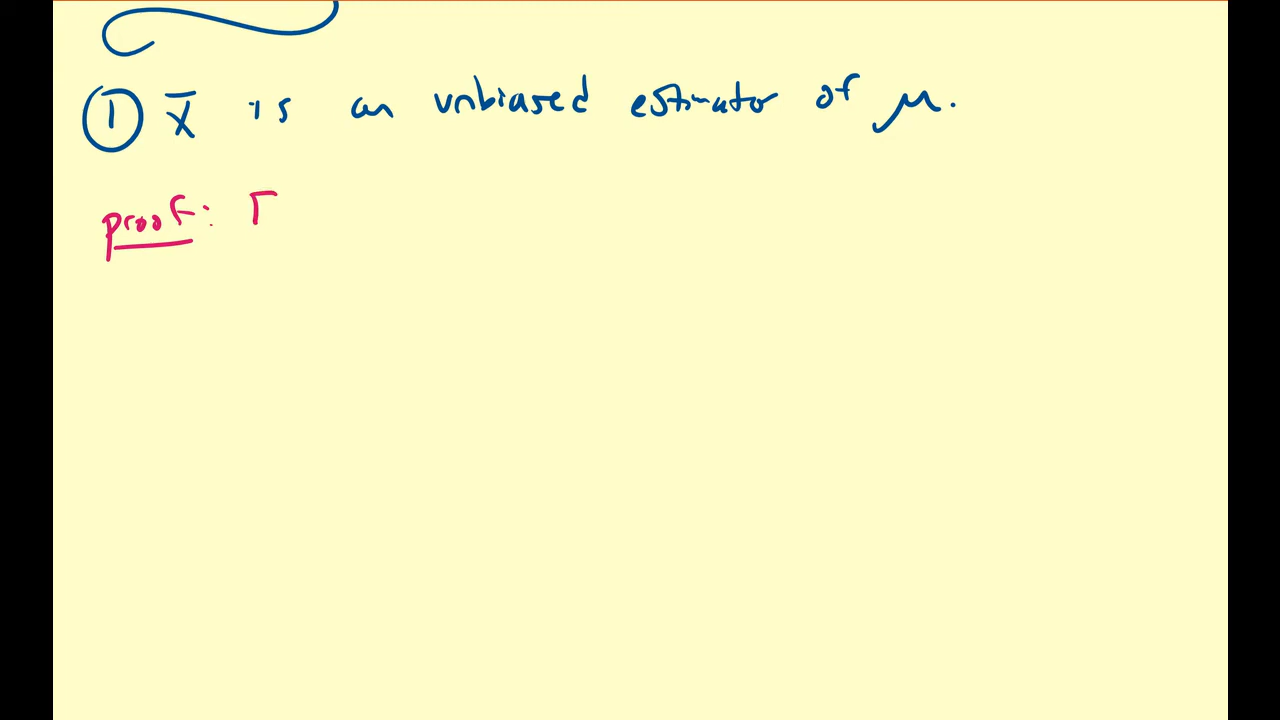 ① X̄ is an unbiased estimator of μ.
proof: